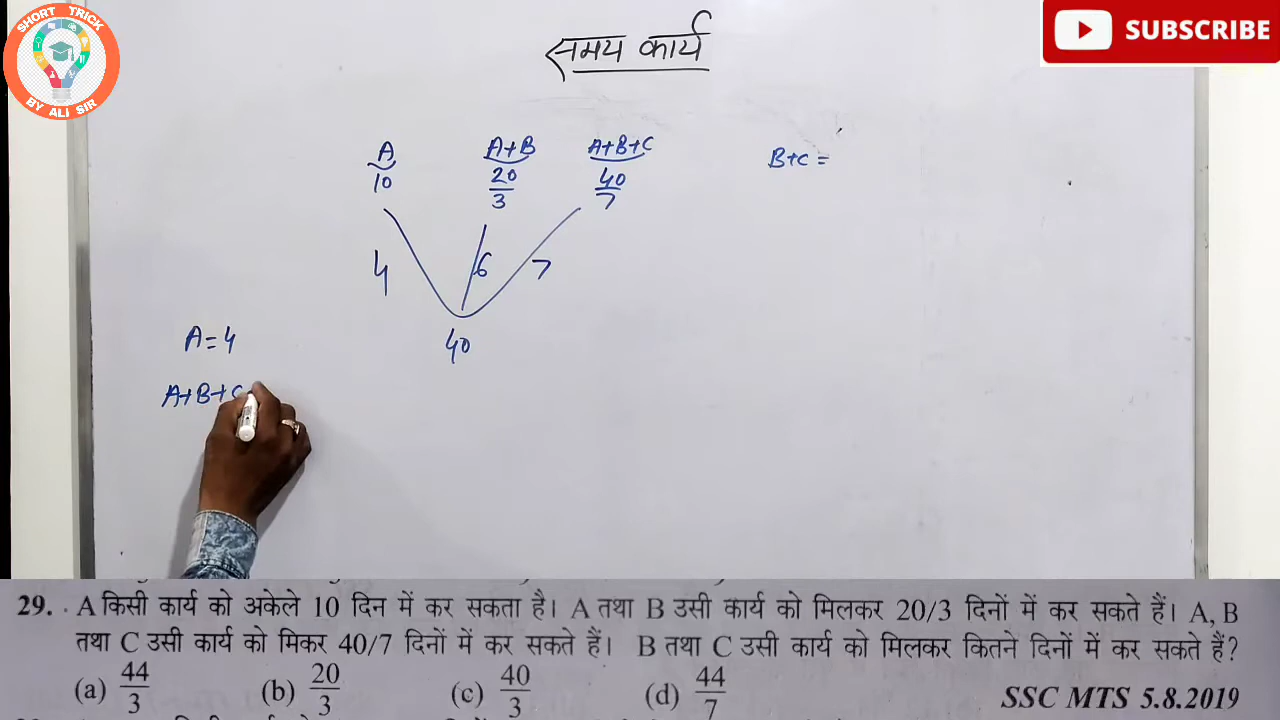 SHORT TRICK
BY ALI SIR
SUBSCRIBE
समय कार्य
A A+B A+B+C B+C =
10 20/3 40/7
4 6 7
40
A = 4
A+B+C
29. A किसी कार्य को अकेले 10 दिन में कर सकता है। A तथा B उसी कार्य को मिलकर 20/3 दिनों में कर सकते हैं। A, B
तथा C उसी कार्य को मिकर 40/7 दिनों में कर सकते हैं। B तथा C उसी कार्य को मिलकर कितने दिनों में कर सकते हैं?
(a) 44/3 (b) 20/3 (c) 40/3 (d) 44/7 SSC MTS 5.8.2019